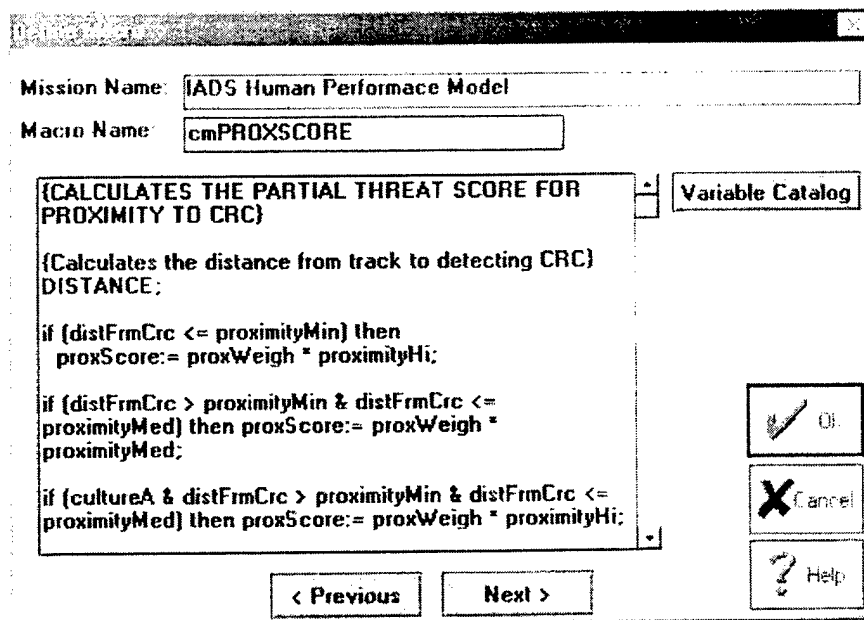 Mission Name: IADS Human Performace Model
Macro Name: cmPROXSCORE
{CALCULATES THE PARTIAL THREAT SCORE FOR
PROXIMITY TO CRC}
Variable Catalog
{Calculates the distance from track to detecting CRC}
DISTANCE;
if (distFrmCrc <= proximityMin) then
proxScore:= proxWeigh * proximityHi;
if (distFrmCrc > proximityMin & distFrmCrc <=
proximityMed) then proxScore:= proxWeigh *
proximityMed;
if (cultureA & distFrmCrc > proximityMin & distFrmCrc <=
proximityMed) then proxScore:= proxWeigh * proximityHi;
Cancel
Help
< Previous
Next >